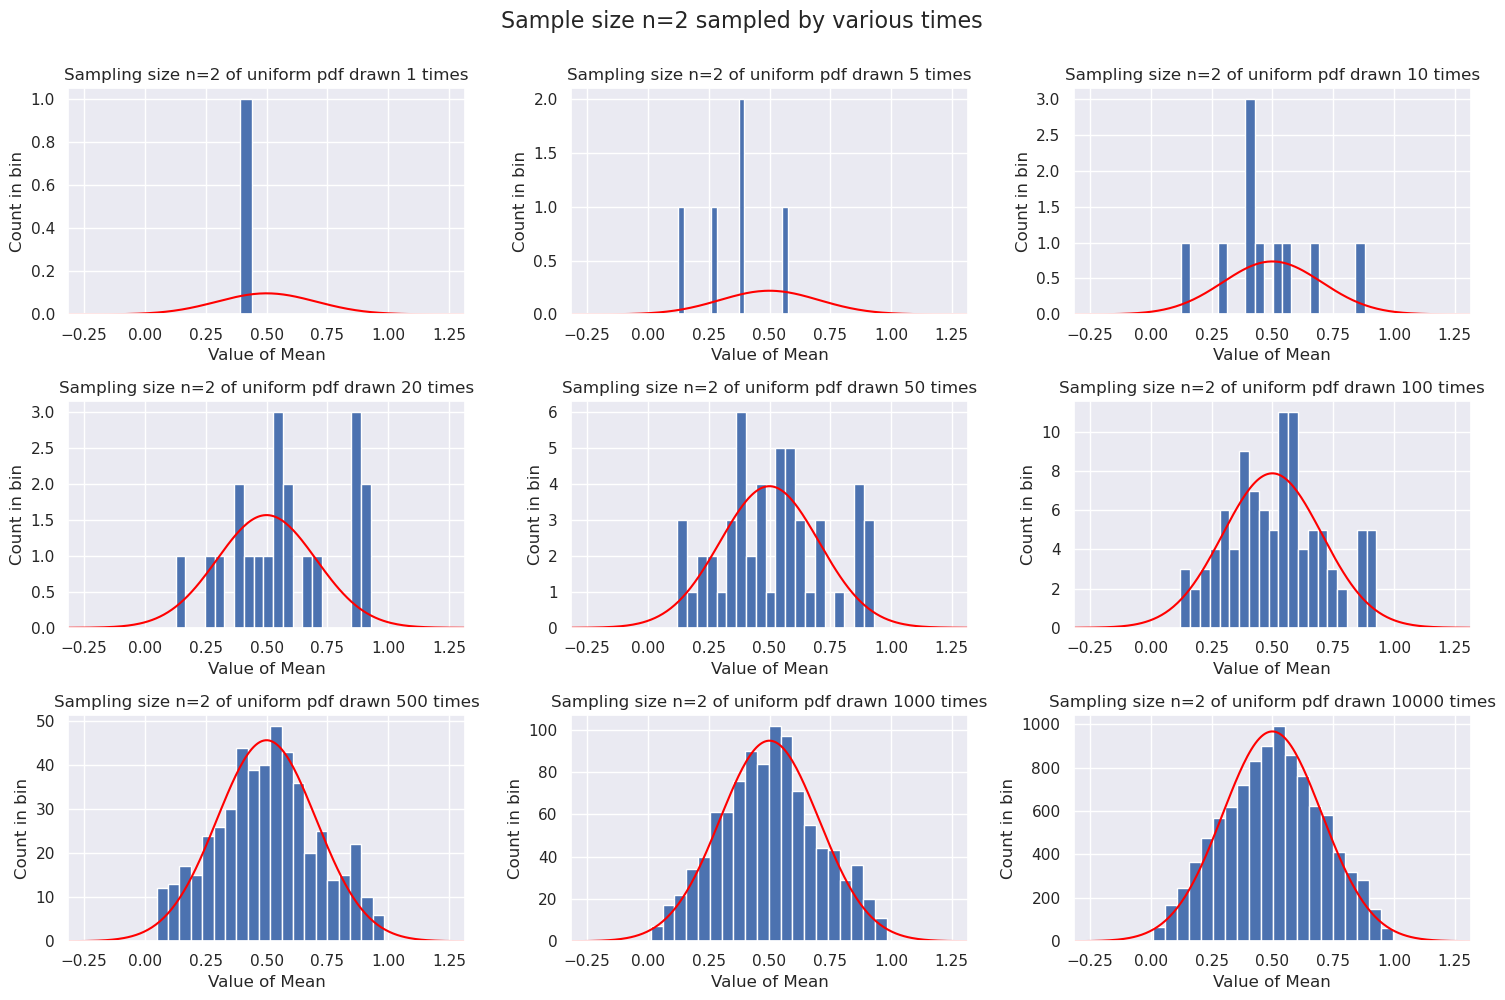 Sample size n=2 sampled by various times
Sampling size n=2 of uniform pdf drawn 1 times
1.0
0.8
0.6
0.4
0.2
0.0
Count in bin
−0.25 0.00 0.25 0.50 0.75 1.00 1.25
Value of Mean
Sampling size n=2 of uniform pdf drawn 5 times
2.0
1.5
1.0
0.5
0.0
Count in bin
−0.25 0.00 0.25 0.50 0.75 1.00 1.25
Value of Mean
Sampling size n=2 of uniform pdf drawn 10 times
3.0
2.5
2.0
1.5
1.0
0.5
0.0
Count in bin
−0.25 0.00 0.25 0.50 0.75 1.00 1.25
Value of Mean
Sampling size n=2 of uniform pdf drawn 20 times
3.0
2.5
2.0
1.5
1.0
0.5
0.0
Count in bin
−0.25 0.00 0.25 0.50 0.75 1.00 1.25
Value of Mean
Sampling size n=2 of uniform pdf drawn 50 times
6
5
4
3
2
1
0
Count in bin
−0.25 0.00 0.25 0.50 0.75 1.00 1.25
Value of Mean
Sampling size n=2 of uniform pdf drawn 100 times
10
8
6
4
2
0
Count in bin
−0.25 0.00 0.25 0.50 0.75 1.00 1.25
Value of Mean
Sampling size n=2 of uniform pdf drawn 500 times
50
40
30
20
10
0
Count in bin
−0.25 0.00 0.25 0.50 0.75 1.00 1.25
Value of Mean
Sampling size n=2 of uniform pdf drawn 1000 times
100
80
60
40
20
0
Count in bin
−0.25 0.00 0.25 0.50 0.75 1.00 1.25
Value of Mean
Sampling size n=2 of uniform pdf drawn 10000 times
1000
800
600
400
200
0
Count in bin
−0.25 0.00 0.25 0.50 0.75 1.00 1.25
Value of Mean